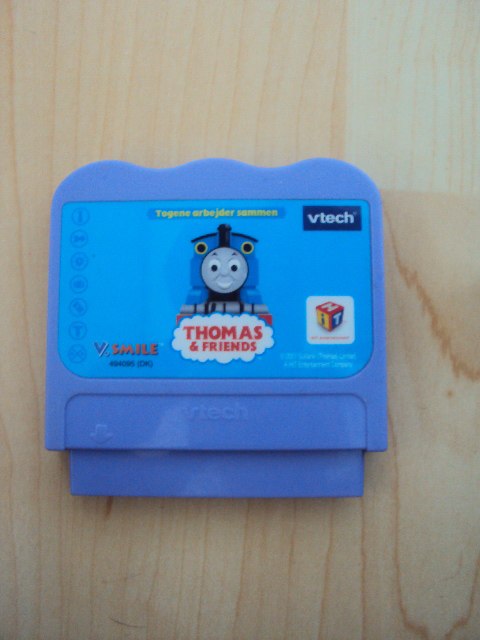 Togene arbejder sammen
vtech
THOMAS
& FRIENDS
V.SMILE
vtech